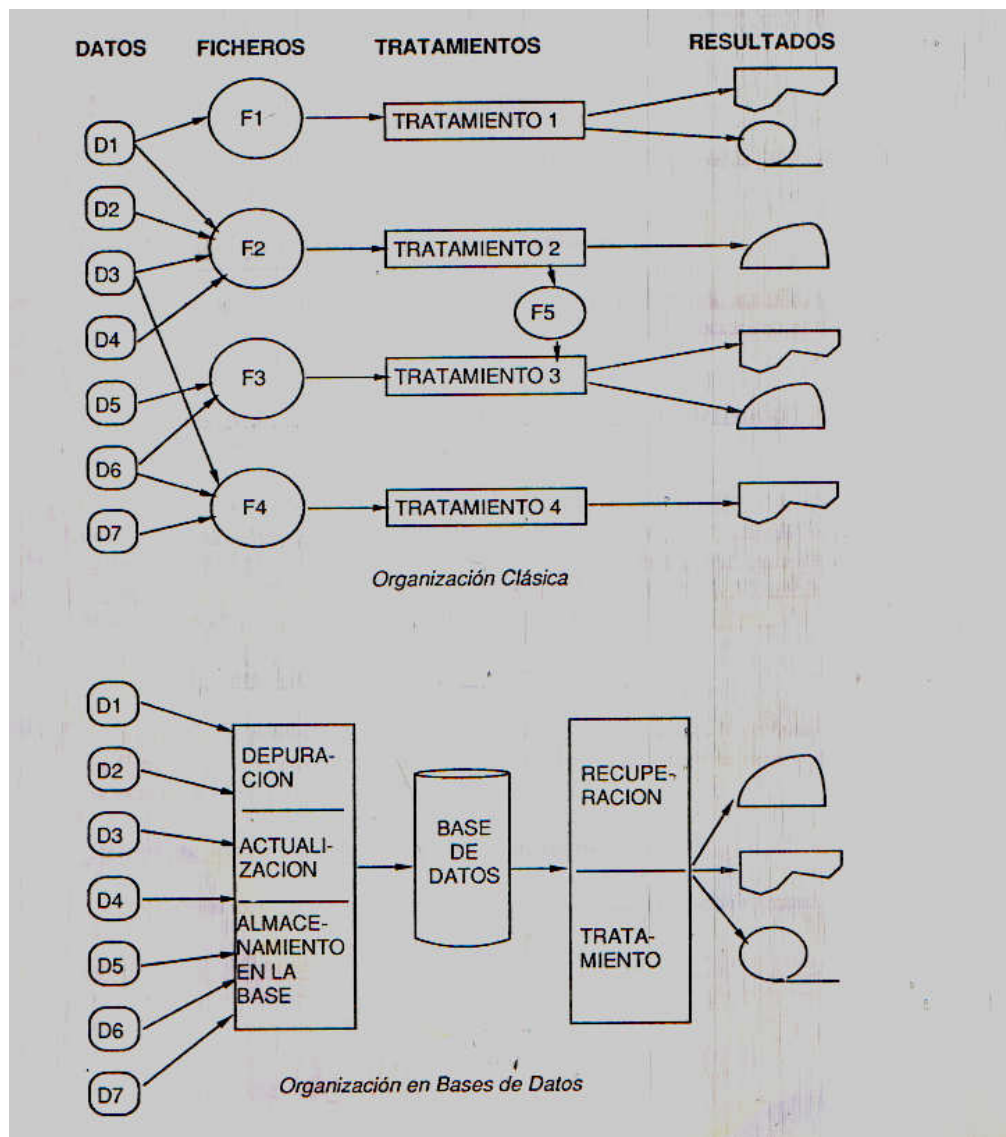 DATOS FICHEROS TRATAMIENTOS RESULTADOS
F1
TRATAMIENTO 1
D1
D2
F2
TRATAMIENTO 2
D3
F5
D4
F3
TRATAMIENTO 3
D5
D6
F4
TRATAMIENTO 4
D7
Organización Clásica
D1
D2
D3
D4
D5
D6
D7
DEPURA-
CION
ACTUALI-
ZACION
ALMACE-
NAMIENTO
EN LA
BASE
BASE
DE
DATOS
RECUPE-
RACION
TRATA-
MIENTO
Organización en Bases de Datos